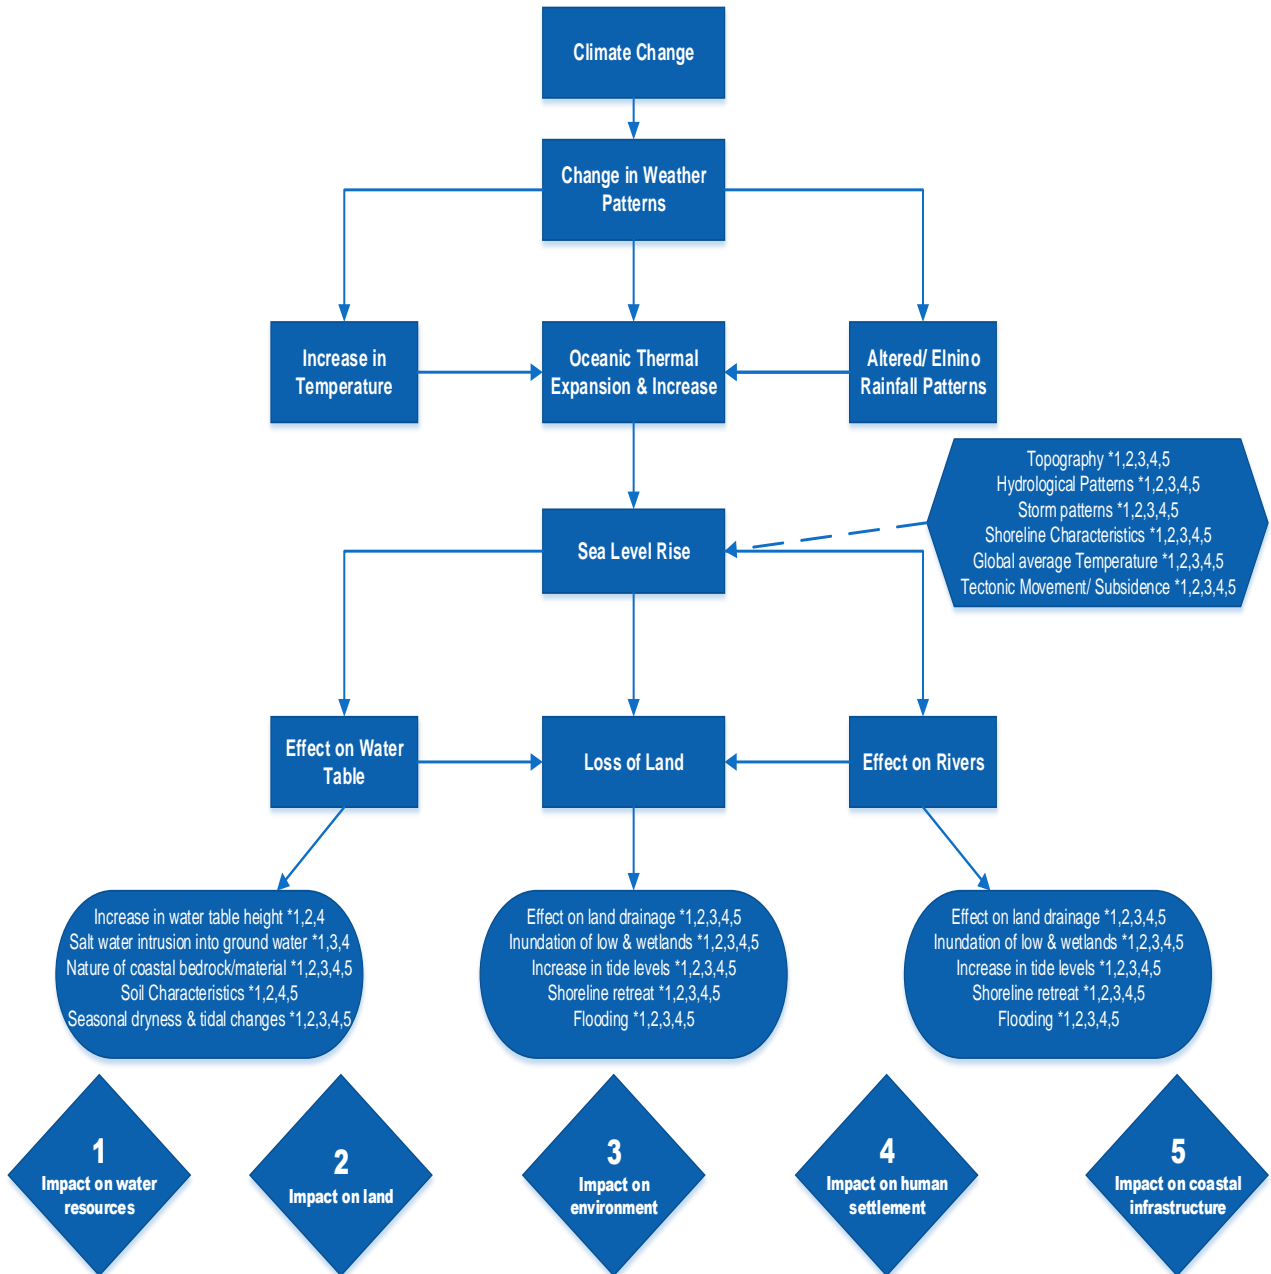 Climate Change
Change in Weather
Patterns
Increase in
Temperature
Oceanic Thermal
Expansion & Increase
Altered/ Elnino
Rainfall Patterns
Topography *1,2,3,4,5
Hydrological Patterns *1,2,3,4,5
Storm patterns *1,2,3,4,5
Shoreline Characteristics *1,2,3,4,5
Global average Temperature *1,2,3,4,5
Tectonic Movement/ Subsidence *1,2,3,4,5
Sea Level Rise
Effect on Water
Table
Loss of Land
Effect on Rivers
Increase in water table height *1,2,4
Salt water intrusion into ground water *1,3,4
Nature of coastal bedrock/material *1,2,3,4,5
Soil Characteristics *1,2,4,5
Seasonal dryness & tidal changes *1,2,3,4,5
Effect on land drainage *1,2,3,4,5
Inundation of low & wetlands *1,2,3,4,5
Increase in tide levels *1,2,3,4,5
Shoreline retreat *1,2,3,4,5
Flooding *1,2,3,4,5
Effect on land drainage *1,2,3,4,5
Inundation of low & wetlands *1,2,3,4,5
Increase in tide levels *1,2,3,4,5
Shoreline retreat *1,2,3,4,5
Flooding *1,2,3,4,5
1
Impact on water
resources
2
Impact on land
3
Impact on
environment
4
Impact on human
settlement
5
Impact on coastal
infrastructure